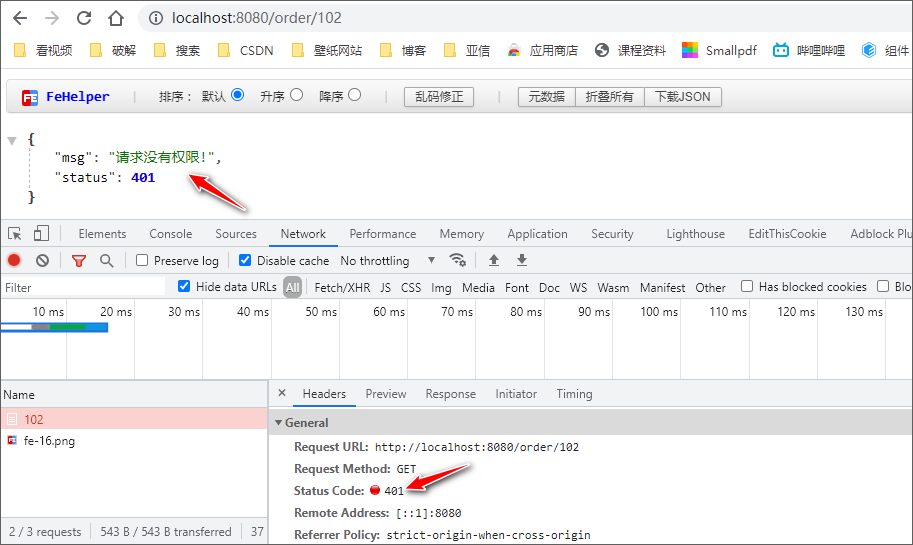 localhost:8080/order/102
看视频 破解 搜索 CSDN 壁纸网站 博客 亚信 应用商店 课程资料 Smallpdf 哔哩哔哩 组件
FE FeHelper 排序： 默认 升序 降序 乱码修正 元数据 折叠所有 下载JSON
{
"msg": "请求没有权限!",
"status": 401
}
Elements Console Sources Network Performance Memory Application Security Lighthouse EditThisCookie Adblock Plu
Preserve log Disable cache No throttling
Filter Hide data URLs All Fetch/XHR JS CSS Img Media Font Doc WS Wasm Manifest Other Has blocked cookies Blo
10 ms 20 ms 30 ms 40 ms 50 ms 60 ms 70 ms 80 ms 90 ms 100 ms 110 ms 120 ms 130 ms
Name × Headers Preview Response Initiator Timing
102
fe-16.png
General
Request URL: http://localhost:8080/order/102
Request Method: GET
Status Code: 401
Remote Address: [::1]:8080
Referrer Policy: strict-origin-when-cross-origin
2 / 3 requests 543 B / 543 B transferred 37